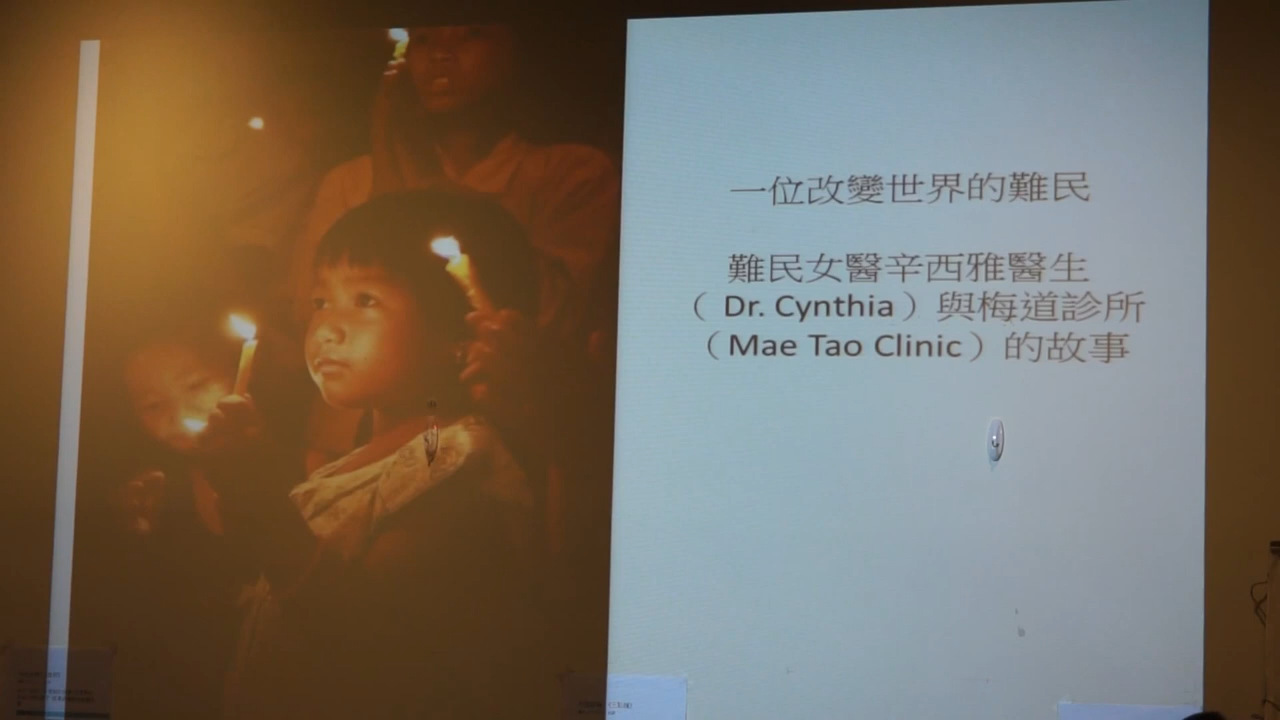 一位改變世界的難民
難民女醫辛西雅醫生
（ Dr. Cynthia ）與梅道診所
（ Mae Tao Clinic ）的故事